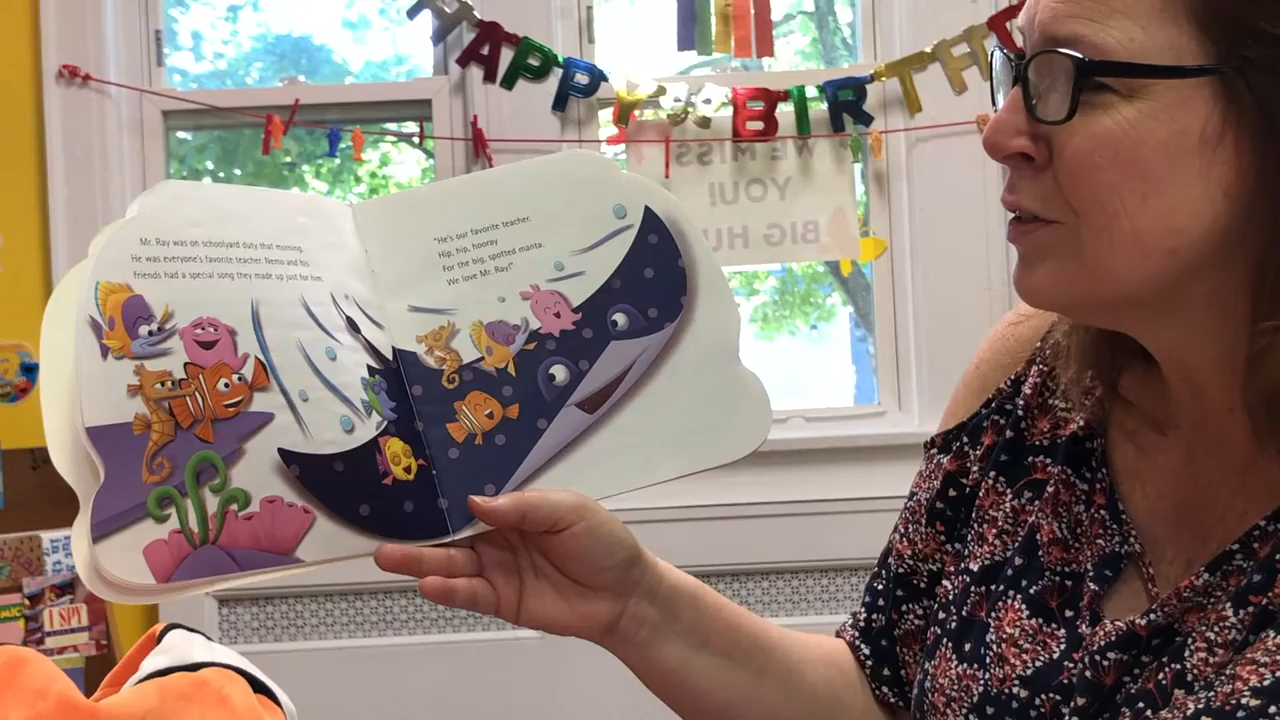 HAPPY BIRTH
WE MISS
YOU!
BIG HU
Mr. Ray was on schoolyard duty that morning.
He was everyone's favorite teacher. Nemo and his
friends had a special song they made up just for him.
"He's our favorite teacher.
Hip, hip, hooray
For the big, spotted manta.
We love Mr. Ray!"
I SPY